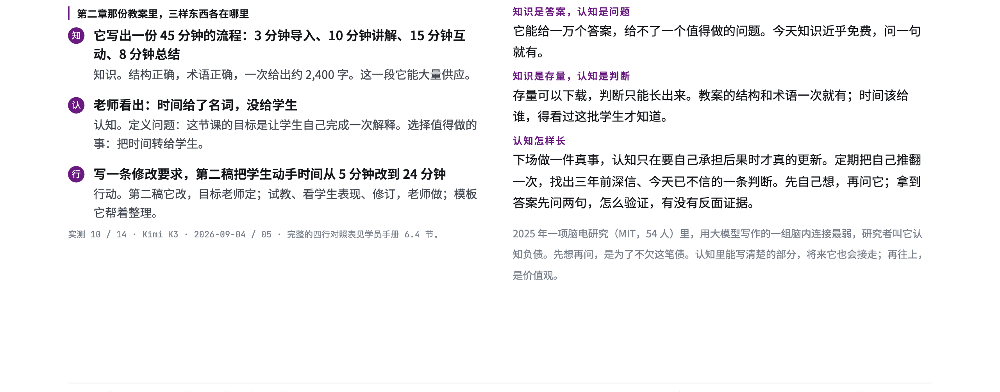 第二章那份教案里，三样东西各在哪里
知
它写出一份 45 分钟的流程：3 分钟导入、10 分钟讲解、15 分钟互
动、8 分钟总结
知识。结构正确，术语正确，一次给出约 2,400 字。这一段它能大量供应。
认
老师看出：时间给了名词，没给学生
认知。定义问题：这节课的目标是让学生自己完成一次解释。选择值得做的
事：把时间转给学生。
行
写一条修改要求，第二稿把学生动手时间从 5 分钟改到 24 分钟
行动。第二稿它改，目标老师定；试教、看学生表现、修订，老师做；模板
它帮着整理。
实测 10 / 14 · Kimi K3 · 2026-09-04 / 05 · 完整的四行对照表见学员手册 6.4 节。
知识是答案，认知是问题
它能给一万个答案，给不了一个值得做的问题。今天知识近乎免费，问一句
就有。
知识是存量，认知是判断
存量可以下载，判断只能长出来。教案的结构和术语一次就有；时间该给
谁，得看过这批学生才知道。
认知怎样长
下场做一件真事，认知只在要自己承担后果时才真的更新。定期把自己推翻
一次，找出三年前深信、今天已不信的一条判断。先自己想，再问它；拿到
答案先问两句，怎么验证，有没有反面证据。
2025 年一项脑电研究（MIT，54 人）里，用大模型写作的一组脑内连接最弱，研究者叫它认
知负债。先想再问，是为了不欠这笔债。认知里能写清楚的部分，将来它也会接走；再往上，
是价值观。